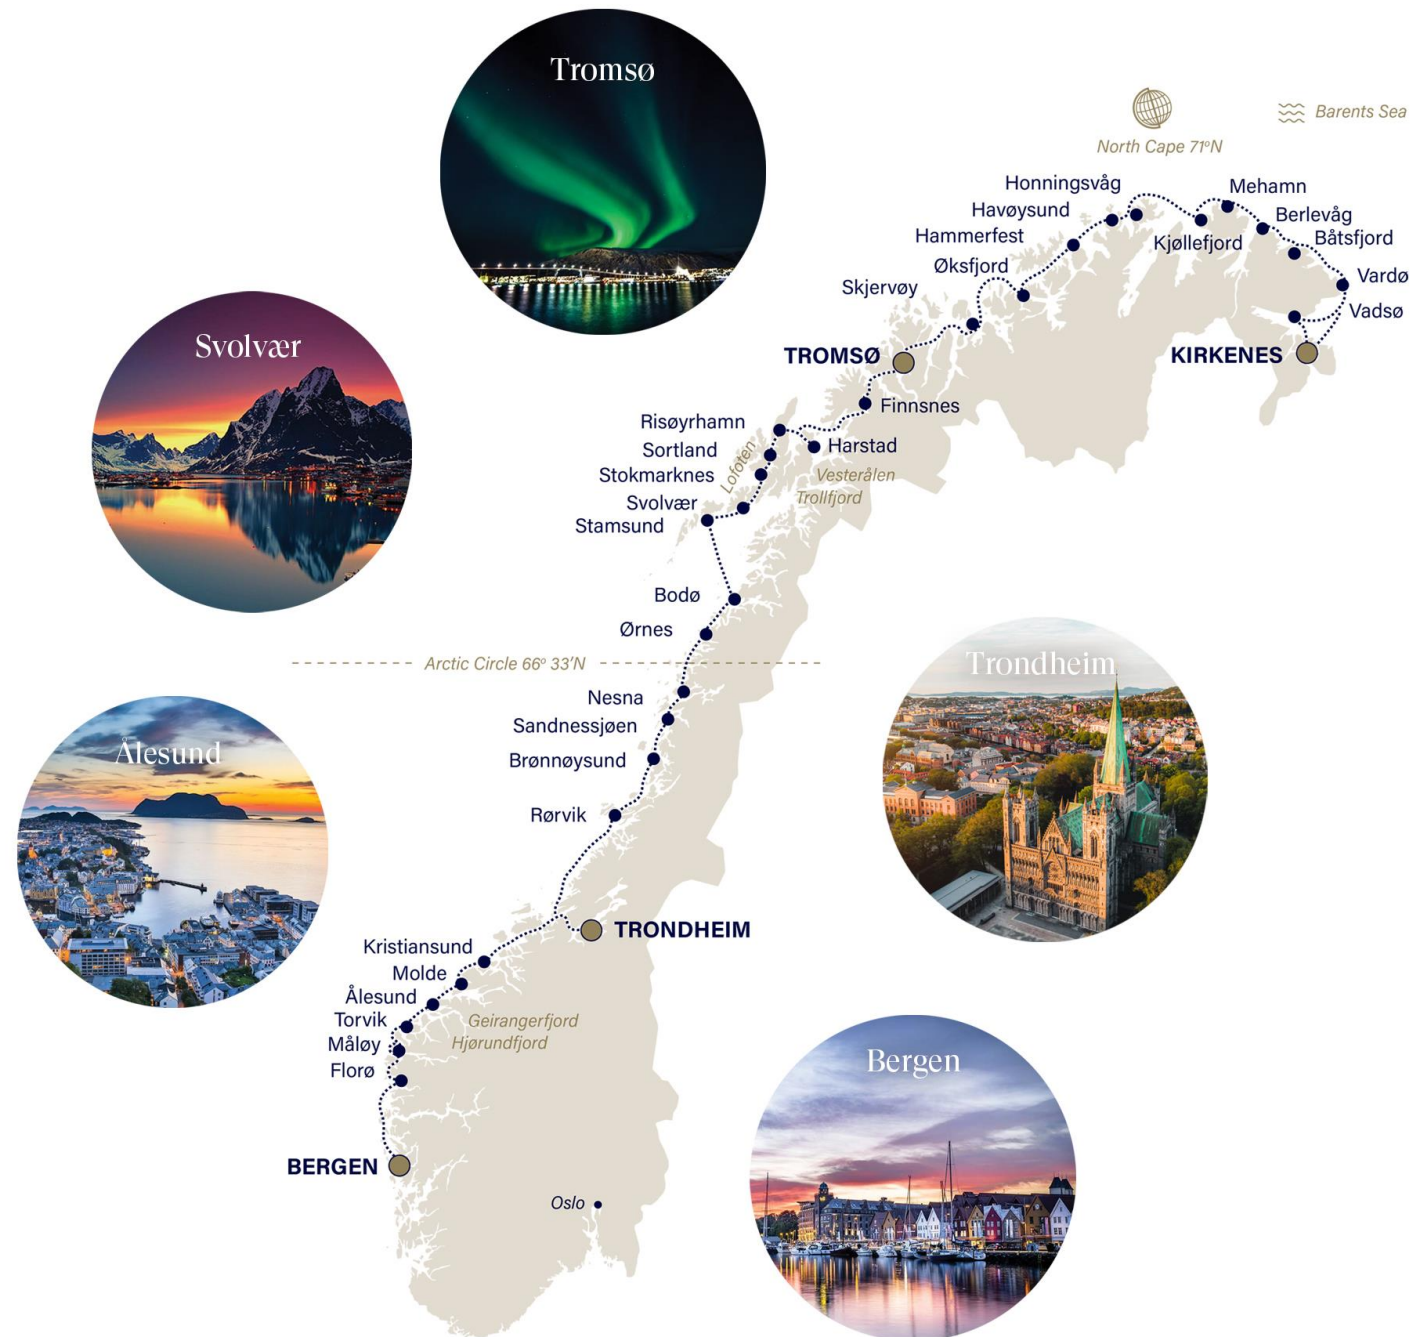 Tromsø
Barents Sea
North Cape 71ºN
Honningsvåg
Mehamn
Havøysund
Berlevåg
Hammerfest
Kjøllefjord
Båtsfjord
Øksfjord
Vardø
Skjervøy
Vadsø
Svolvær
TROMSØ
KIRKENES
Finnsnes
Risøyrhamn
Harstad
Sortland
Lofoten
Stokmarknes
Vesterålen
Trollfjord
Svolvær
Stamsund
Bodø
Ørnes
Arctic Circle 66º 33'N
Trondheim
Nesna
Sandnessjøen
Ålesund
Brønnøysund
Rørvik
TRONDHEIM
Kristiansund
Molde
Ålesund
Torvik
Geirangerfjord
Måløy
Hjørundfjord
Florø
Bergen
BERGEN
Oslo